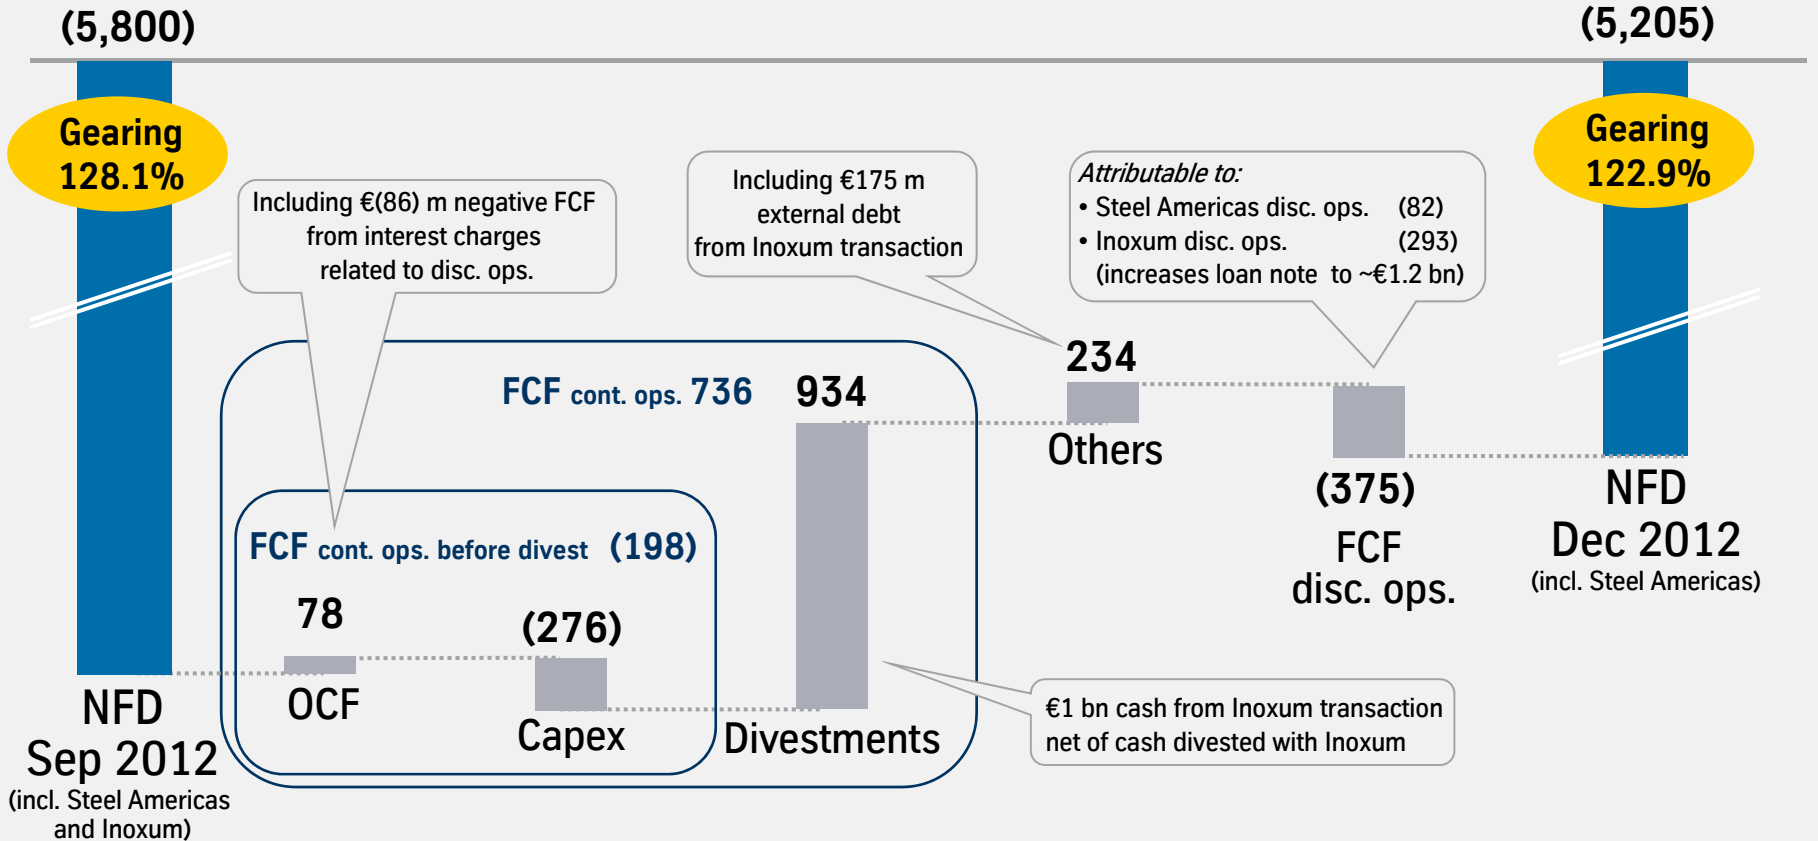 (5,800)
(5,205)
Gearing
128.1%
Gearing
122.9%
Including €(86) m negative FCF
from interest charges
related to disc. ops.
Including €175 m
external debt
from Inoxum transaction
Attributable to:
• Steel Americas disc. ops. (82)
• Inoxum disc. ops. (293)
(increases loan note to ~€1.2 bn)
FCF cont. ops. 736
934
234
Others
(375)
FCF
disc. ops.
FCF cont. ops. before divest (198)
78
OCF
(276)
Capex
Divestments
€1 bn cash from Inoxum transaction
net of cash divested with Inoxum
NFD
Sep 2012
(incl. Steel Americas
and Inoxum)
NFD
Dec 2012
(incl. Steel Americas)